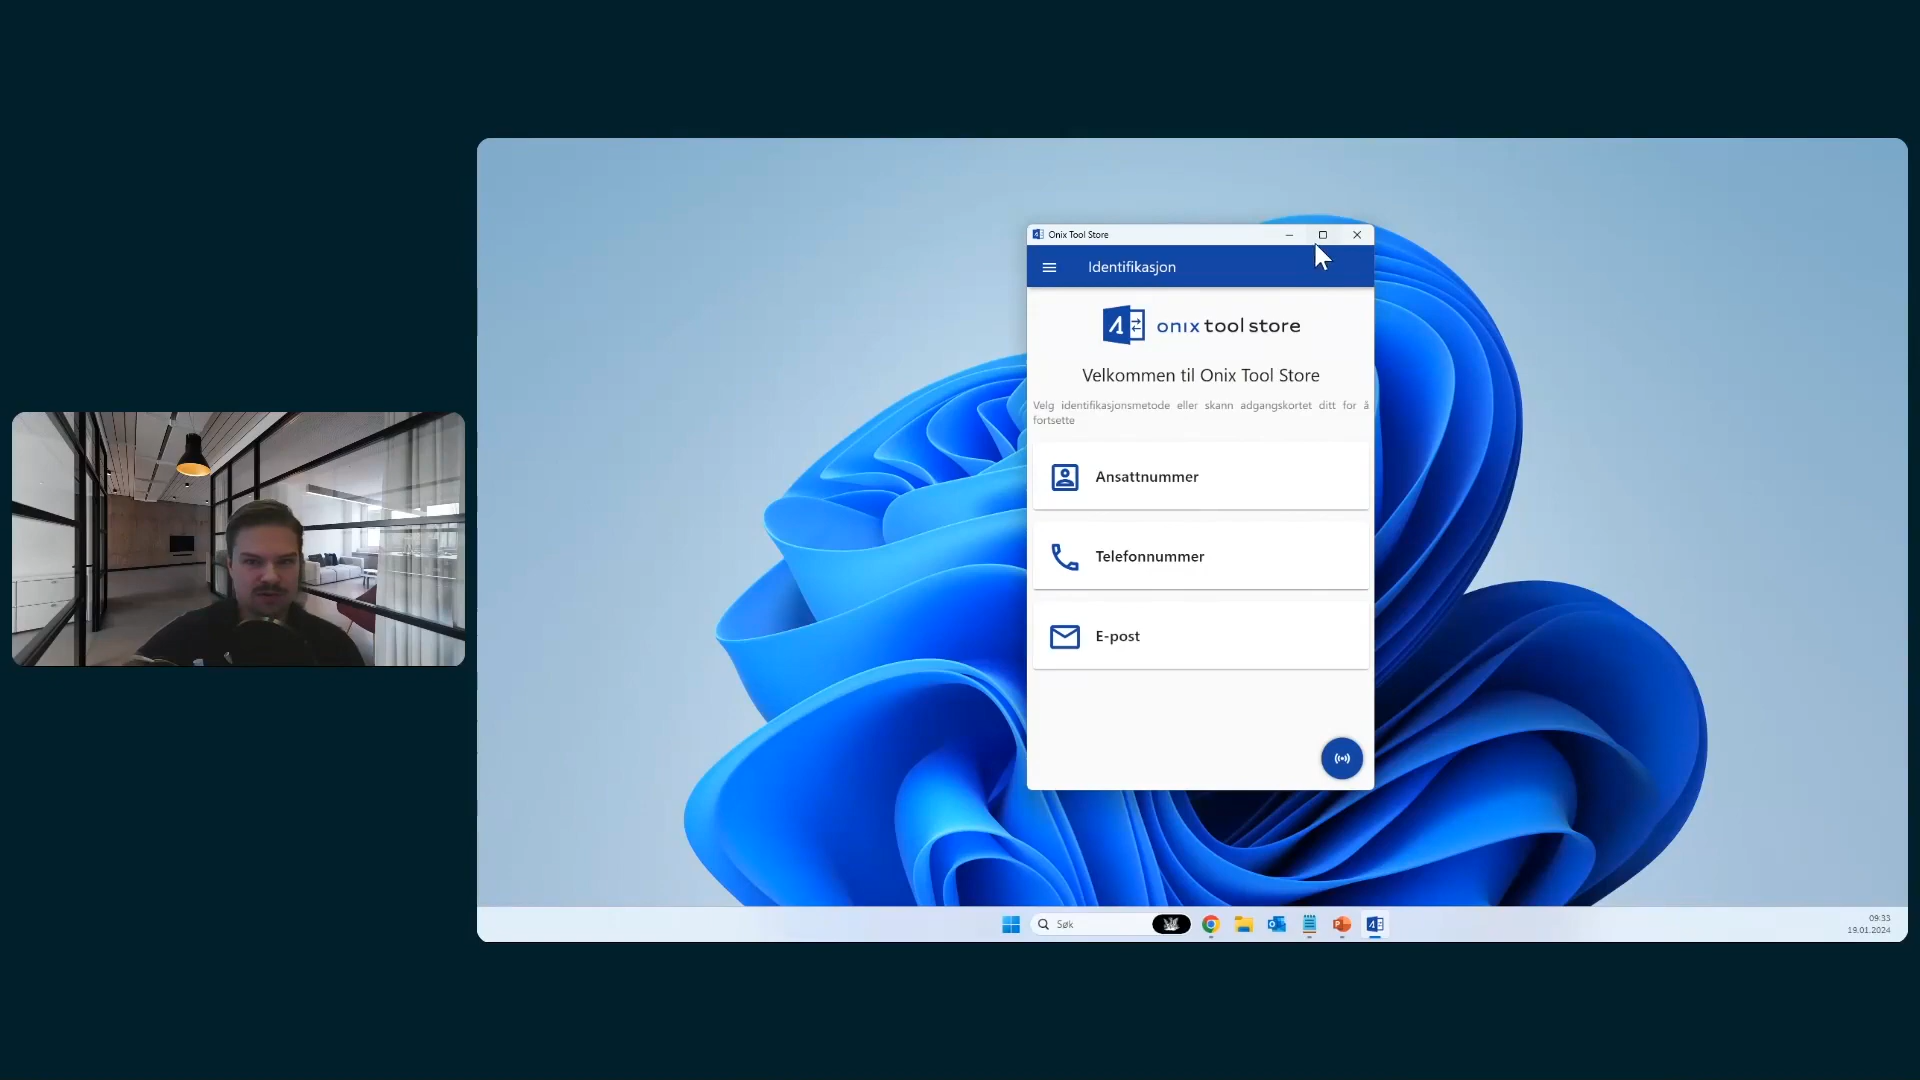 Onix Tool Store
Identifikasjon
onix tool store
Velkommen til Onix Tool Store
Velg identifikasjonsmetode eller skann adgangskortet ditt for å
fortsette
Ansattnummer
Telefonnummer
E-post
Søk
09:33
19.01.2024